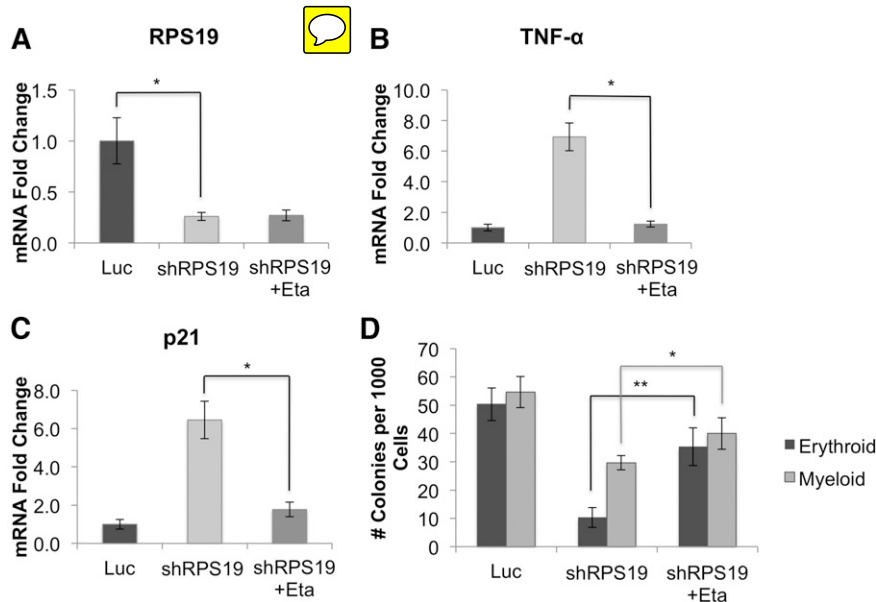 A
RPS19
*
mRNA Fold Change
1.5
1.0
0.5
0.0
Luc
shRPS19
shRPS19
+Eta
B
TNF-α
*
mRNA Fold Change
10.0
8.0
6.0
4.0
2.0
0.0
Luc
shRPS19
shRPS19
+Eta
C
p21
*
mRNA Fold Change
8.0
6.0
4.0
2.0
0.0
Luc
shRPS19
shRPS19
+Eta
D
*
**
# Colonies per 1000
Cells
70
60
50
40
30
20
10
0
Luc
shRPS19
shRPS19
+Eta
Erythroid
Myeloid